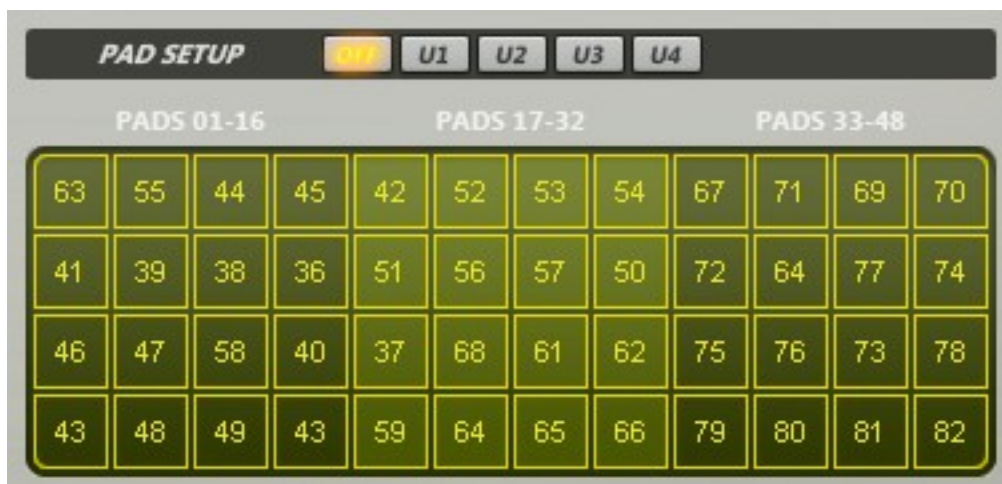 PAD SETUP Off U1 U2 U3 U4
PADS 01-16 PADS 17-32 PADS 33-48
63 55 44 45 42 52 53 54 67 71 69 70
41 39 38 36 51 56 57 50 72 64 77 74
46 47 58 40 37 68 61 62 75 76 73 78
43 48 49 43 59 64 65 66 79 80 81 82